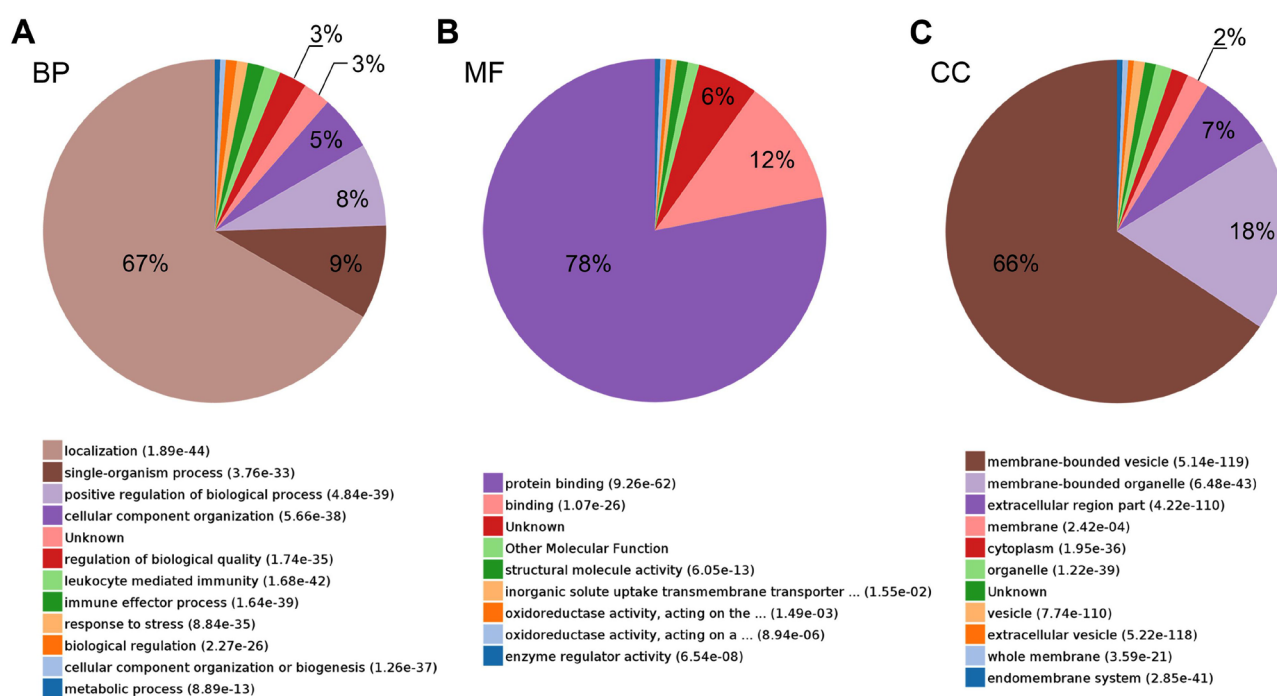 A
BP
3%
3%
5%
8%
9%
67%
localization (1.89e-44)
single-organism process (3.76e-33)
positive regulation of biological process (4.84e-39)
cellular component organization (5.66e-38)
Unknown
regulation of biological quality (1.74e-35)
leukocyte mediated immunity (1.68e-42)
immune effector process (1.64e-39)
response to stress (8.84e-35)
biological regulation (2.27e-26)
cellular component organization or biogenesis (1.26e-37)
metabolic process (8.89e-13)
B
MF
6%
12%
78%
protein binding (9.26e-62)
binding (1.07e-26)
Unknown
Other Molecular Function
structural molecule activity (6.05e-13)
inorganic solute uptake transmembrane transporter ... (1.55e-02)
oxidoreductase activity, acting on the ... (1.49e-03)
oxidoreductase activity, acting on a ... (8.94e-06)
enzyme regulator activity (6.54e-08)
C
CC
2%
7%
18%
66%
membrane-bounded vesicle (5.14e-119)
membrane-bounded organelle (6.48e-43)
extracellular region part (4.22e-110)
membrane (2.42e-04)
cytoplasm (1.95e-36)
organelle (1.22e-39)
Unknown
vesicle (7.74e-110)
extracellular vesicle (5.22e-118)
whole membrane (3.59e-21)
endomembrane system (2.85e-41)